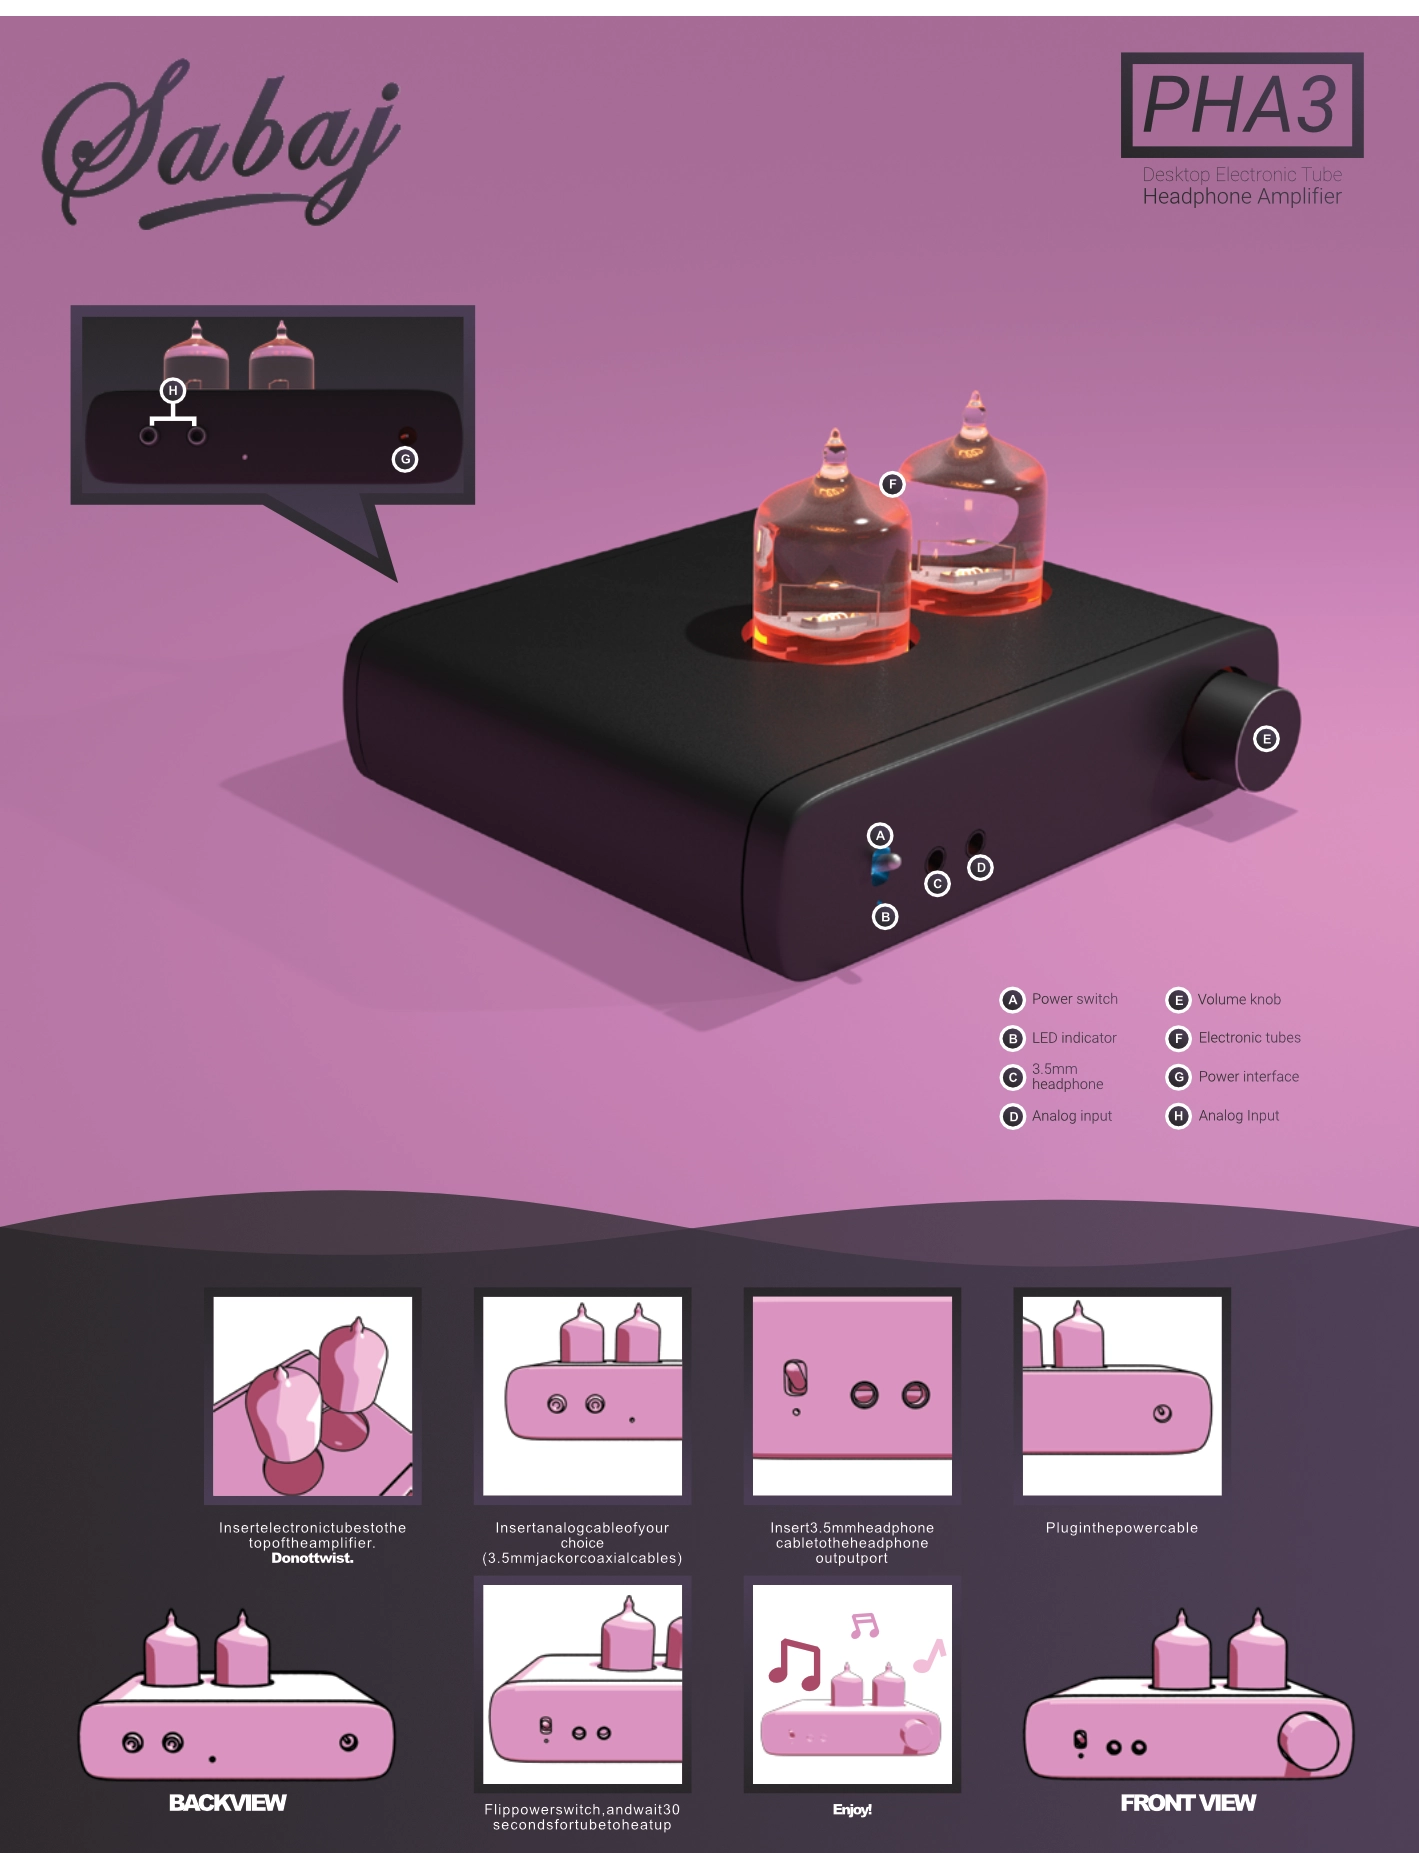 Sabaj
PHA3
Desktop Electronic Tube
Headphone Amplifier
H
G
F
E
A
D
C
B
A Power switch
B LED indicator
C 3.5mm
headphone
D Analog input
E Volume knob
F Electronic tubes
G Power interface
H Analog Input
Insertelectronictubestothe
topoftheamplifier.
Donottwist.
Insertanalogcableofyour
choice
(3.5mmjackorcoaxialcables)
Insert3.5mmheadphone
cabletotheheadphone
outputport
Pluginthepowercable
BACKVIEW
Flippowerswitch,andwait30
secondsfortubetoheatup
Enjoy!
FRONT VIEW